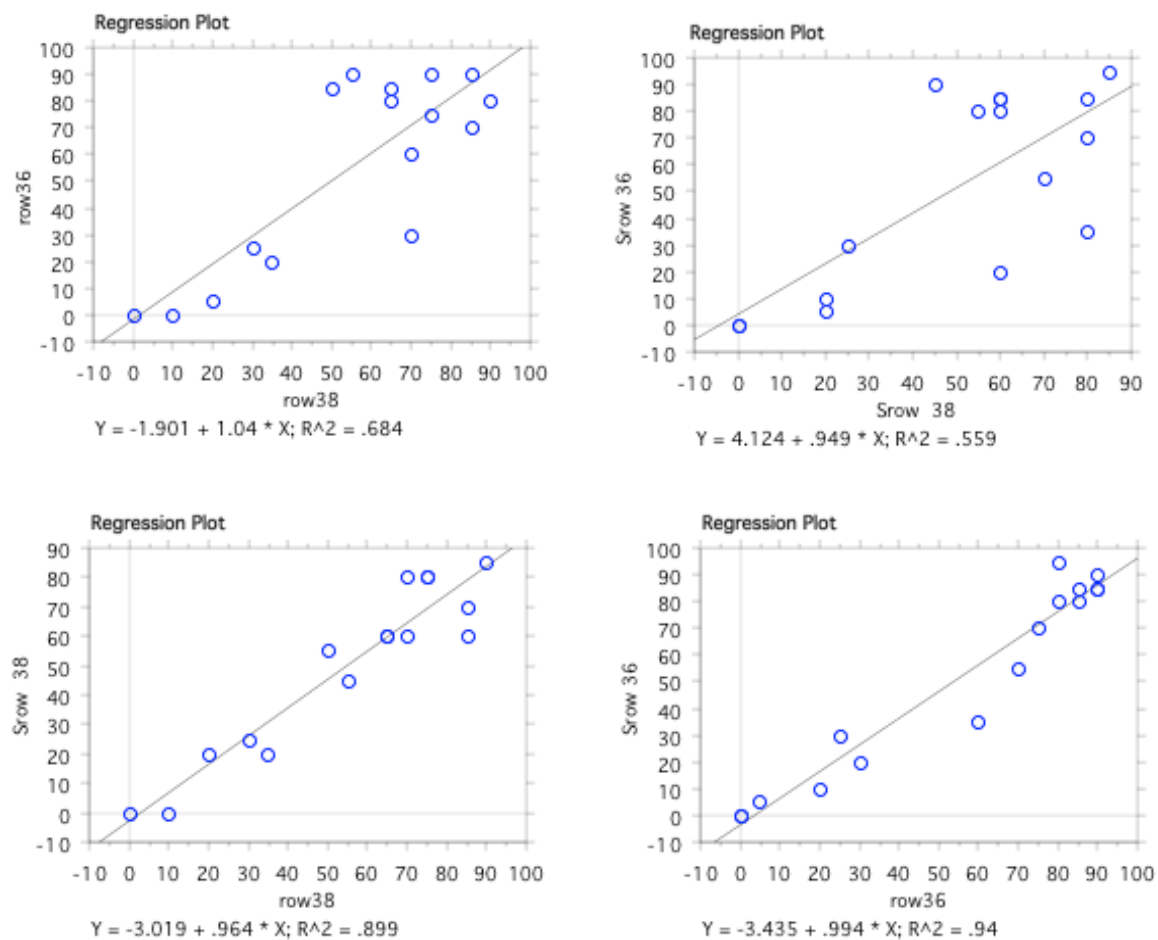 Regression Plot
100
90
80
70
60
50
40
30
20
10
0
-10
row36
-10 0 10 20 30 40 50 60 70 80 90 100
row38
Y = -1.901 + 1.04 * X; R^2 = .684
Regression Plot
100
90
80
70
60
50
40
30
20
10
0
-10
Srow 36
-10 0 10 20 30 40 50 60 70 80 90
Srow 38
Y = 4.124 + .949 * X; R^2 = .559
Regression Plot
90
80
70
60
50
40
30
20
10
0
-10
Srow 38
-10 0 10 20 30 40 50 60 70 80 90 100
row38
Y = -3.019 + .964 * X; R^2 = .899
Regression Plot
100
90
80
70
60
50
40
30
20
10
0
-10
Srow 36
-10 0 10 20 30 40 50 60 70 80 90 100
row36
Y = -3.435 + .994 * X; R^2 = .94